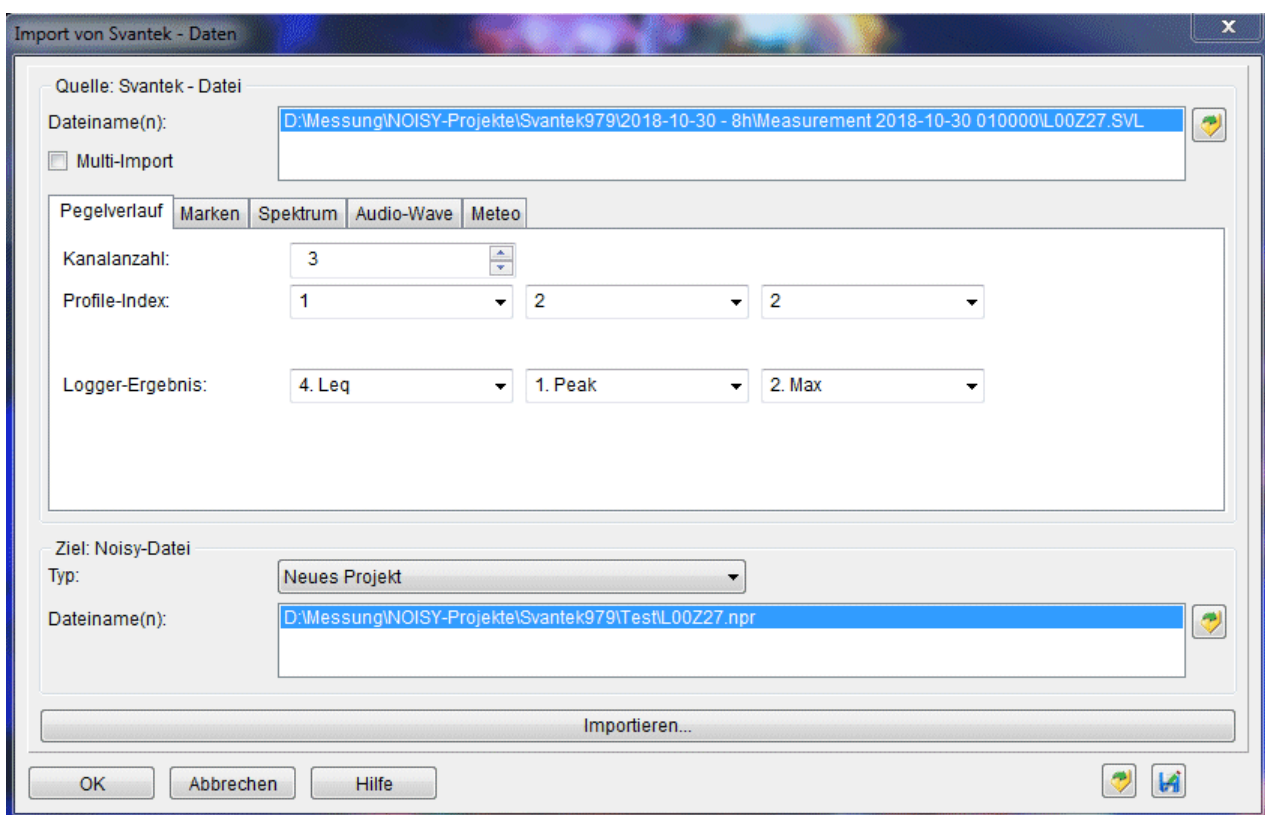 Import von Svantek - Daten
x
Quelle: Svantek - Datei
Dateiname(n):
D:\Messung\NOISY-Projekte\Svantek979\2018-10-30 - 8h\Measurement 2018-10-30 010000\L00Z27.SVL
Multi-Import
Pegelverlauf Marken Spektrum Audio-Wave Meteo
Kanalanzahl: 3
Profile-Index: 1 2 2
Logger-Ergebnis: 4. Leq 1. Peak 2. Max
Ziel: Noisy-Datei
Typ: Neues Projekt
Dateiname(n): D:\Messung\NOISY-Projekte\Svantek979\Test\L00Z27.npr
Importieren...
OK Abbrechen Hilfe